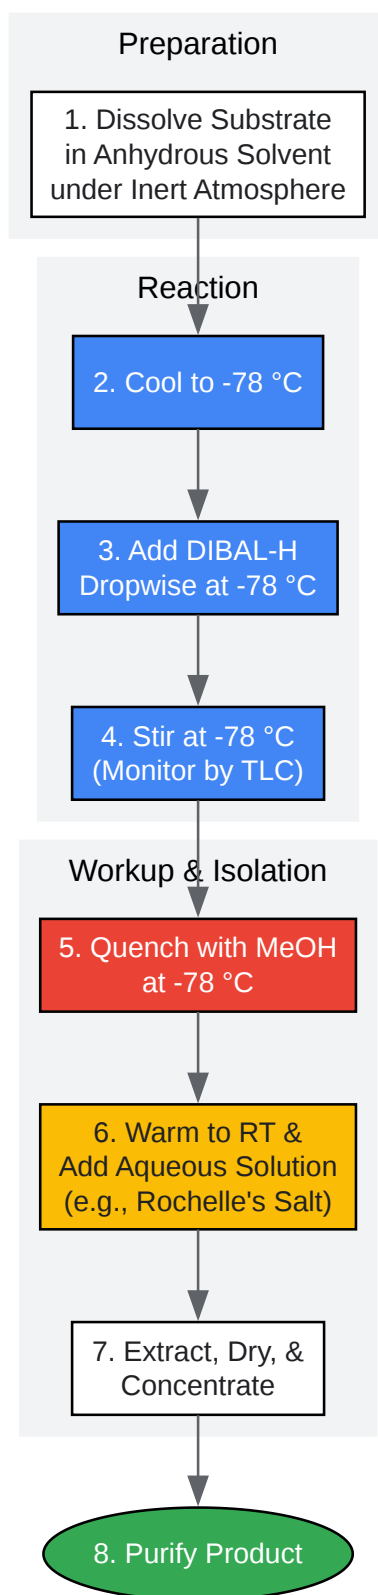 Preparation
1. Dissolve Substrate
in Anhydrous Solvent
under Inert Atmosphere
Reaction
2. Cool to -78 °C
3. Add DIBAL-H
Dropwise at -78 °C
4. Stir at -78 °C
(Monitor by TLC)
Workup & Isolation
5. Quench with MeOH
at -78 °C
6. Warm to RT &
Add Aqueous Solution
(e.g., Rochelle's Salt)
7. Extract, Dry, &
Concentrate
8. Purify Product